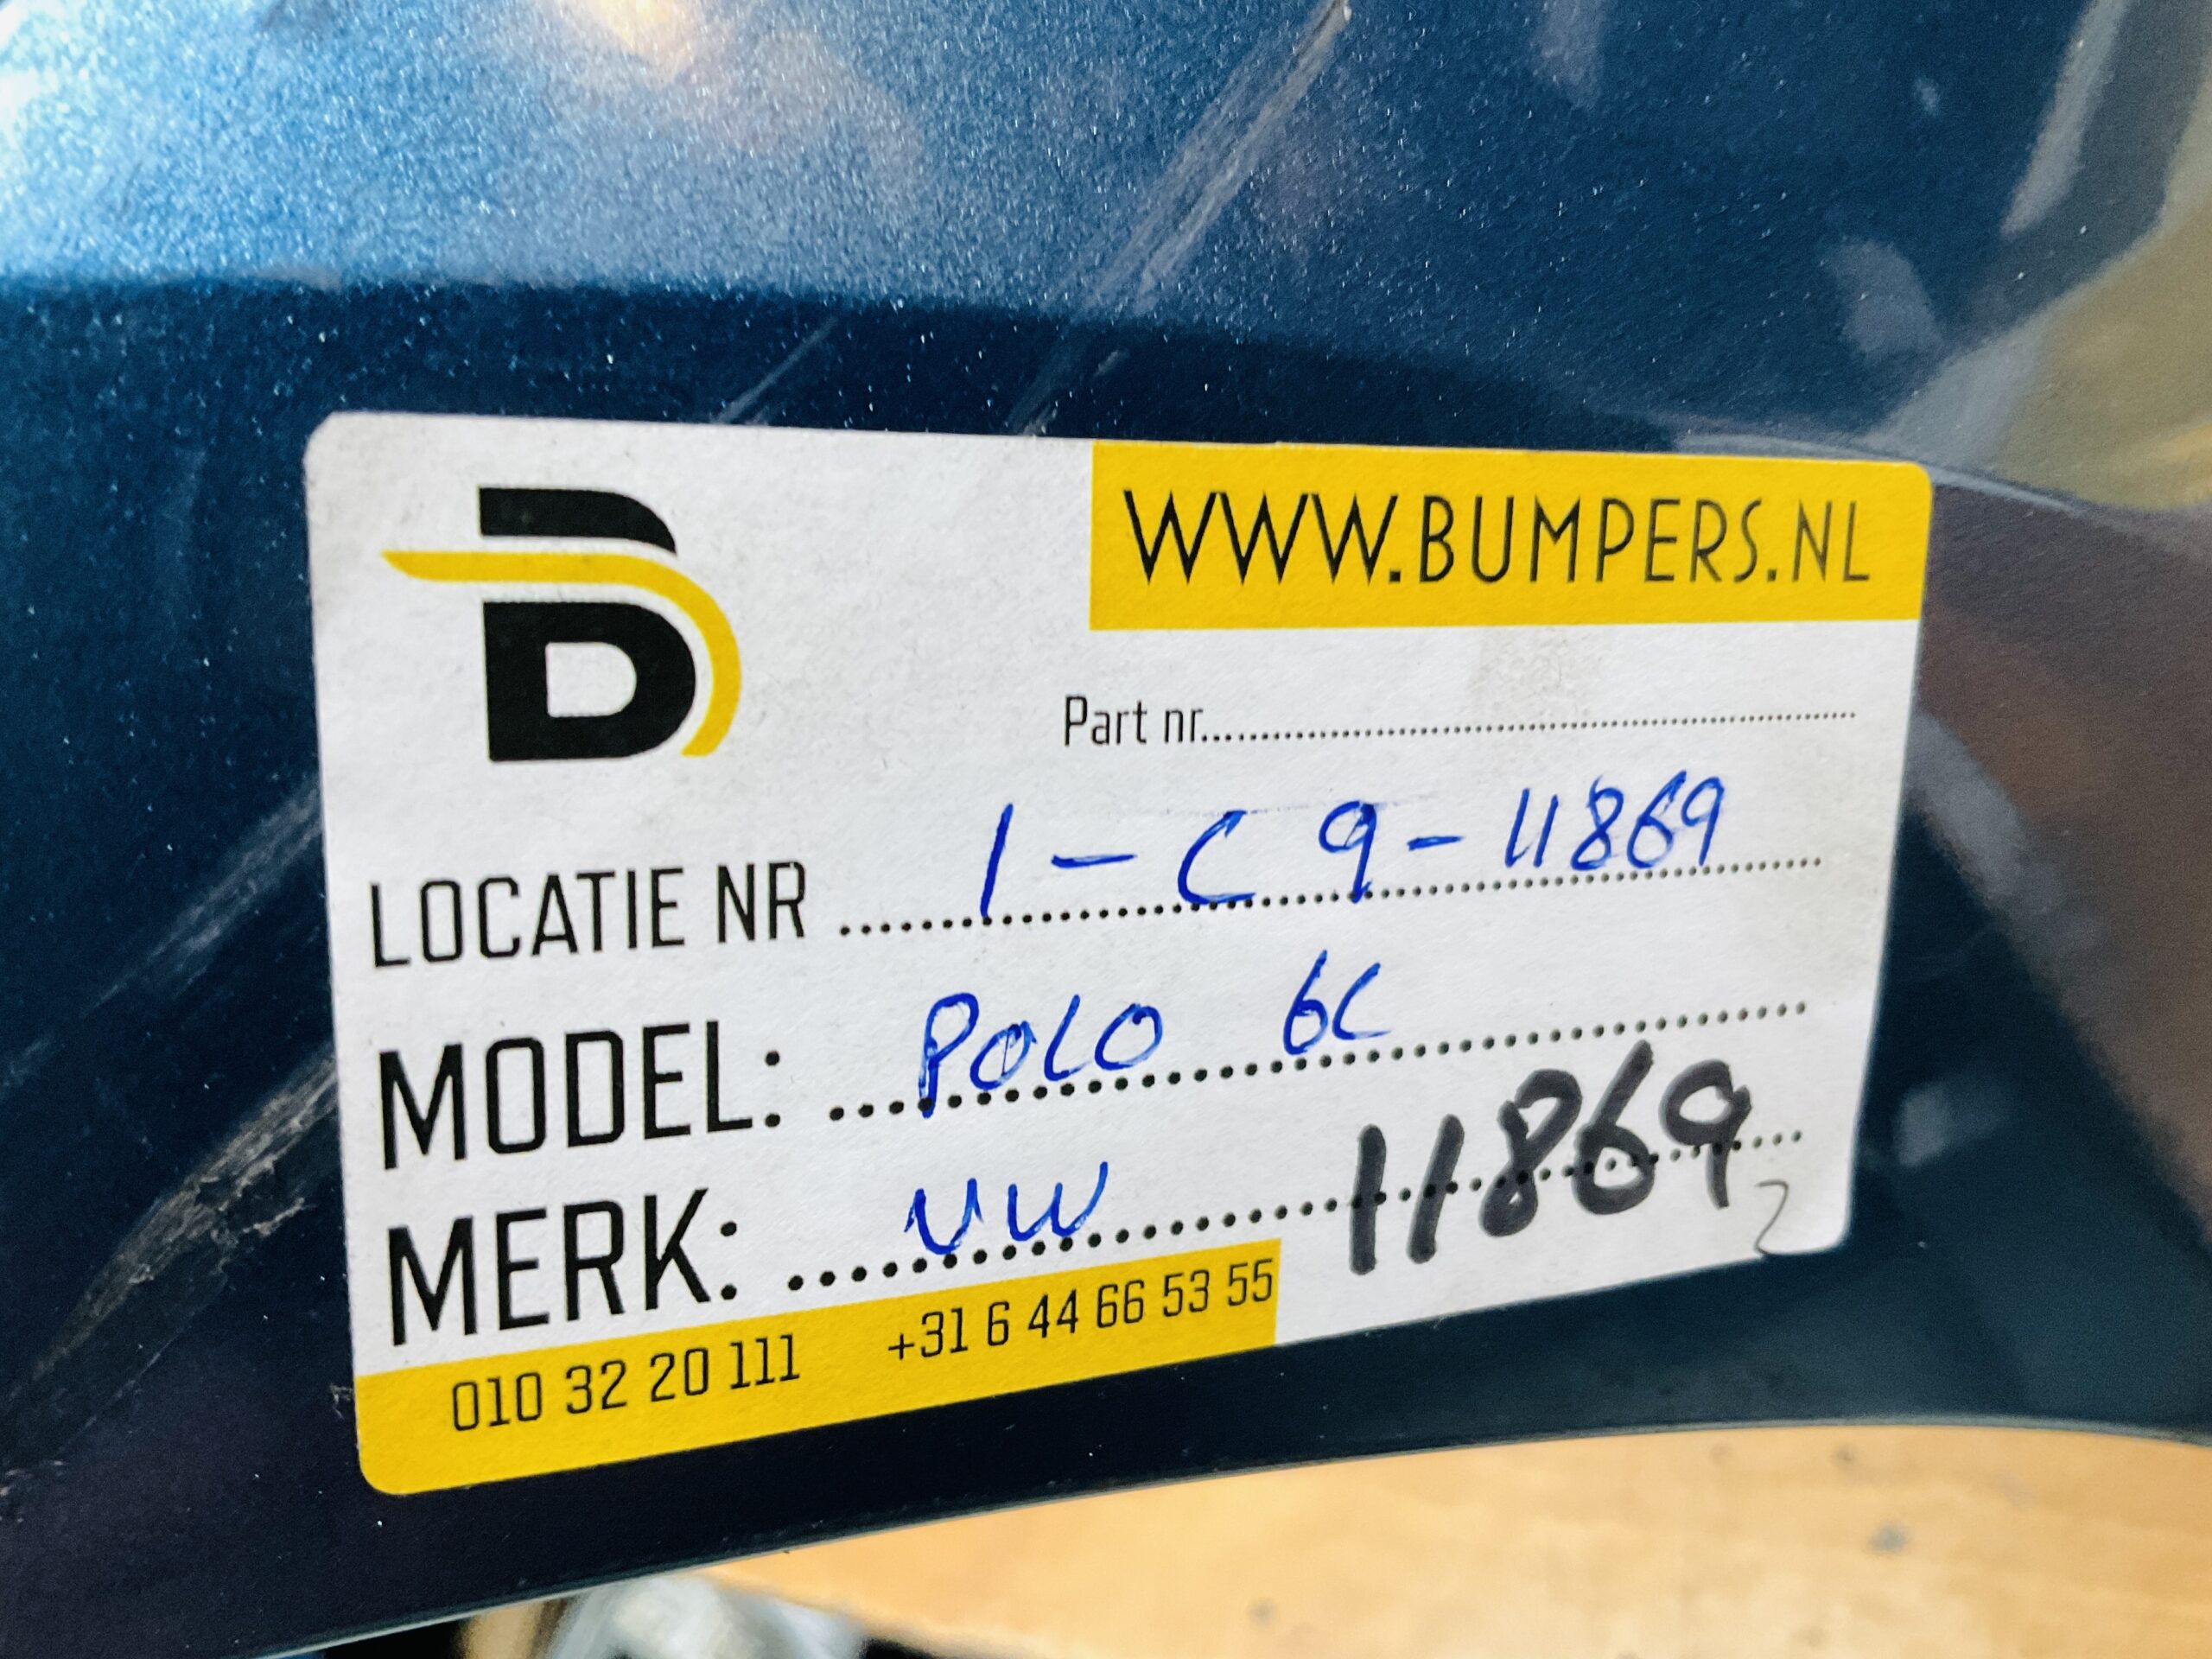 B
WWW.BUMPERS.NL
Part nr..........
LOCATIE NR .......... 1 - C 9 - 11869
MODEL: .......... POLO 6C
MERK: .......... VW 11869
010 32 20 111 +31 6 44 66 53 55